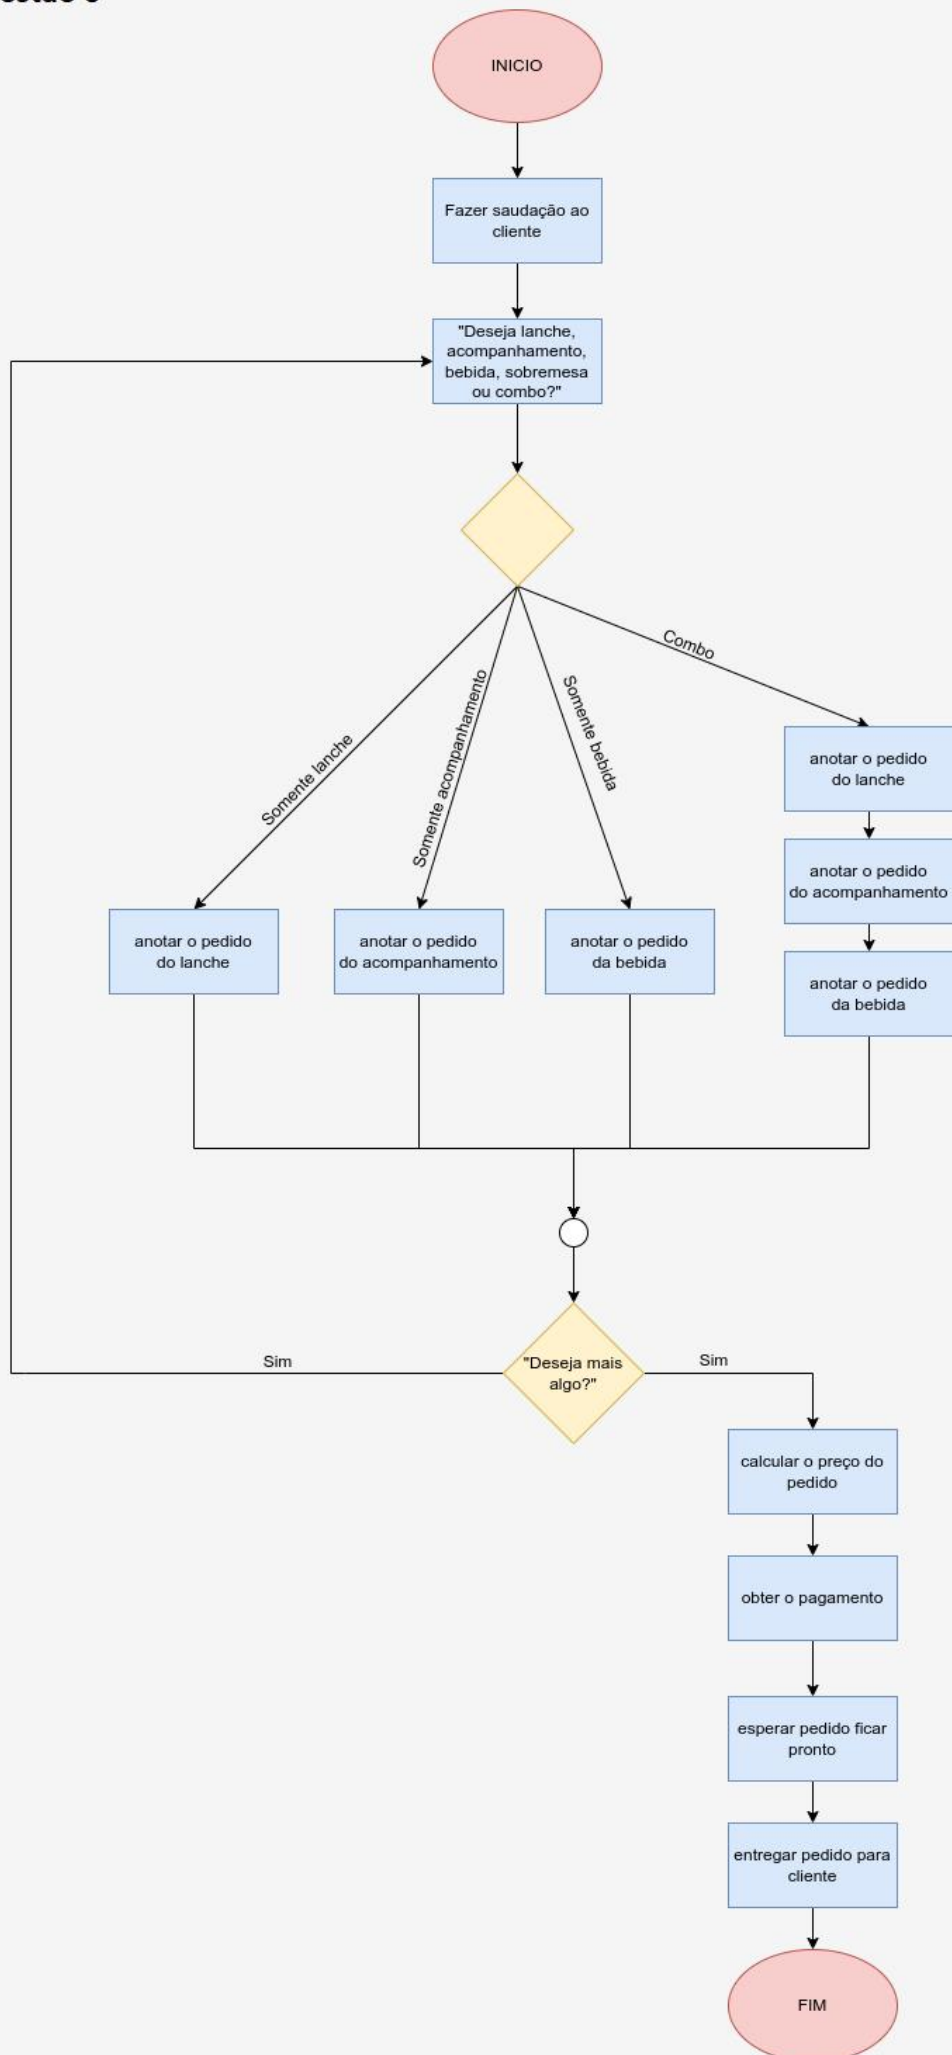 INICIO
Fazer saudação ao
cliente
"Deseja lanche,
acompanhamento,
bebida, sobremesa
ou combo?"
Combo
Somente lanche
Somente acompanhamento
Somente bebida
anotar o pedido
do lanche
anotar o pedido
do acompanhamento
anotar o pedido
da bebida
anotar o pedido
do lanche
anotar o pedido
do acompanhamento
anotar o pedido
da bebida
Sim
"Deseja mais
algo?"
Sim
calcular o preço do
pedido
obter o pagamento
esperar pedido ficar
pronto
entregar pedido para
cliente
FIM